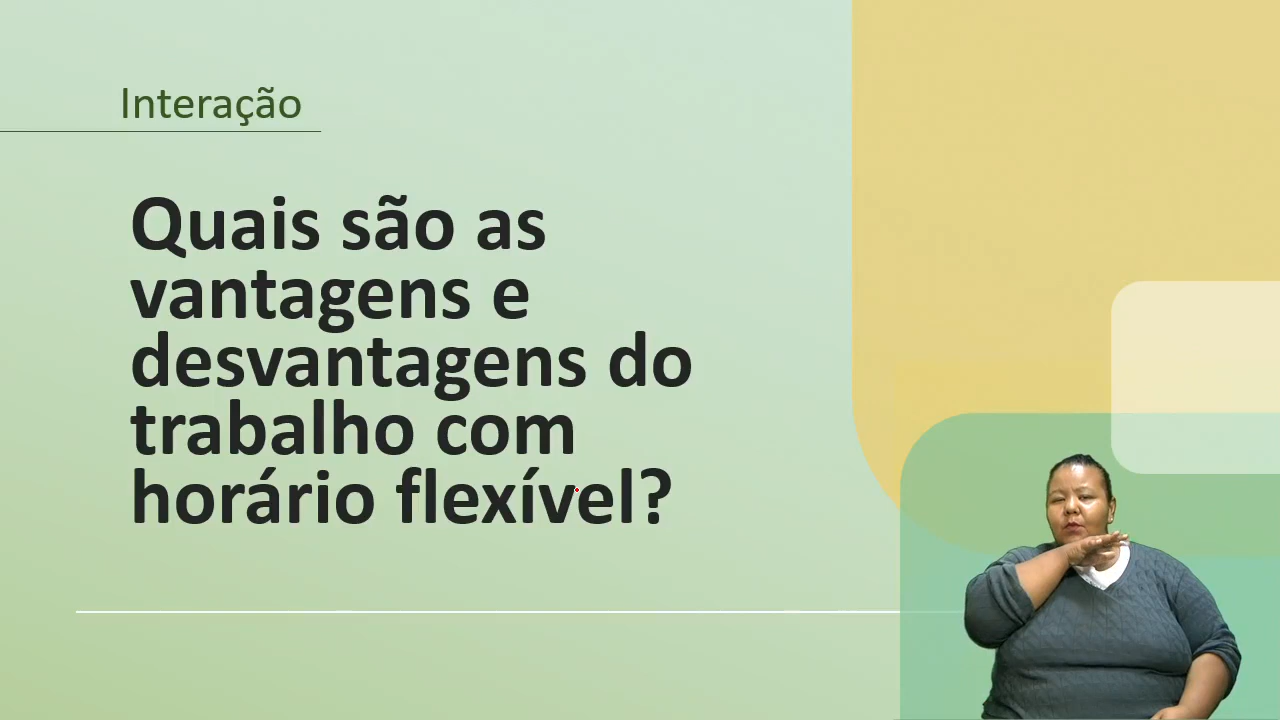 Interação
Quais são as
vantagens e
desvantagens do
trabalho com
horário flexível?